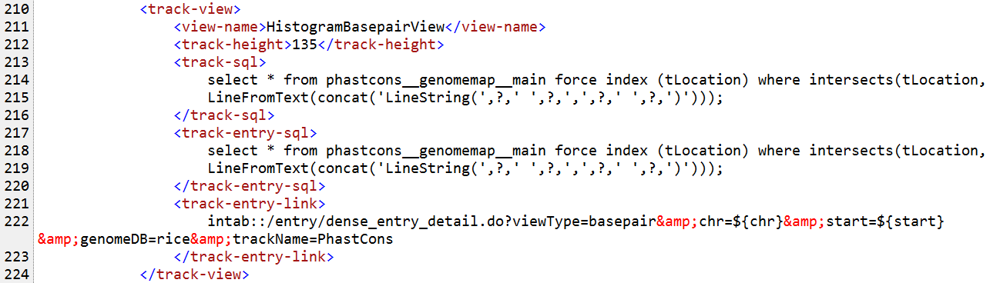 210 <track-view>
211 <view-name>HistogramBasepairView</view-name>
212 <track-height>135</track-height>
213 <track-sql>
214 select * from phastcons__genomemap__main force index (tLocation) where intersects(tLocation,
215 LineFromText(concat('LineString(',?,' ',?,',',?,' ',?,')')));
216 </track-sql>
217 <track-entry-sql>
218 select * from phastcons__genomemap__main force index (tLocation) where intersects(tLocation,
219 LineFromText(concat('LineString(',?,' ',?,',',?,' ',?,')')));
220 </track-entry-sql>
221 <track-entry-link>
222 intab::/entry/dense_entry_detail.do?viewType=basepair&amp;chr=${chr}&amp;start=${start}
&amp;genomeDB=rice&amp;trackName=PhastCons
223 </track-entry-link>
224 </track-view>